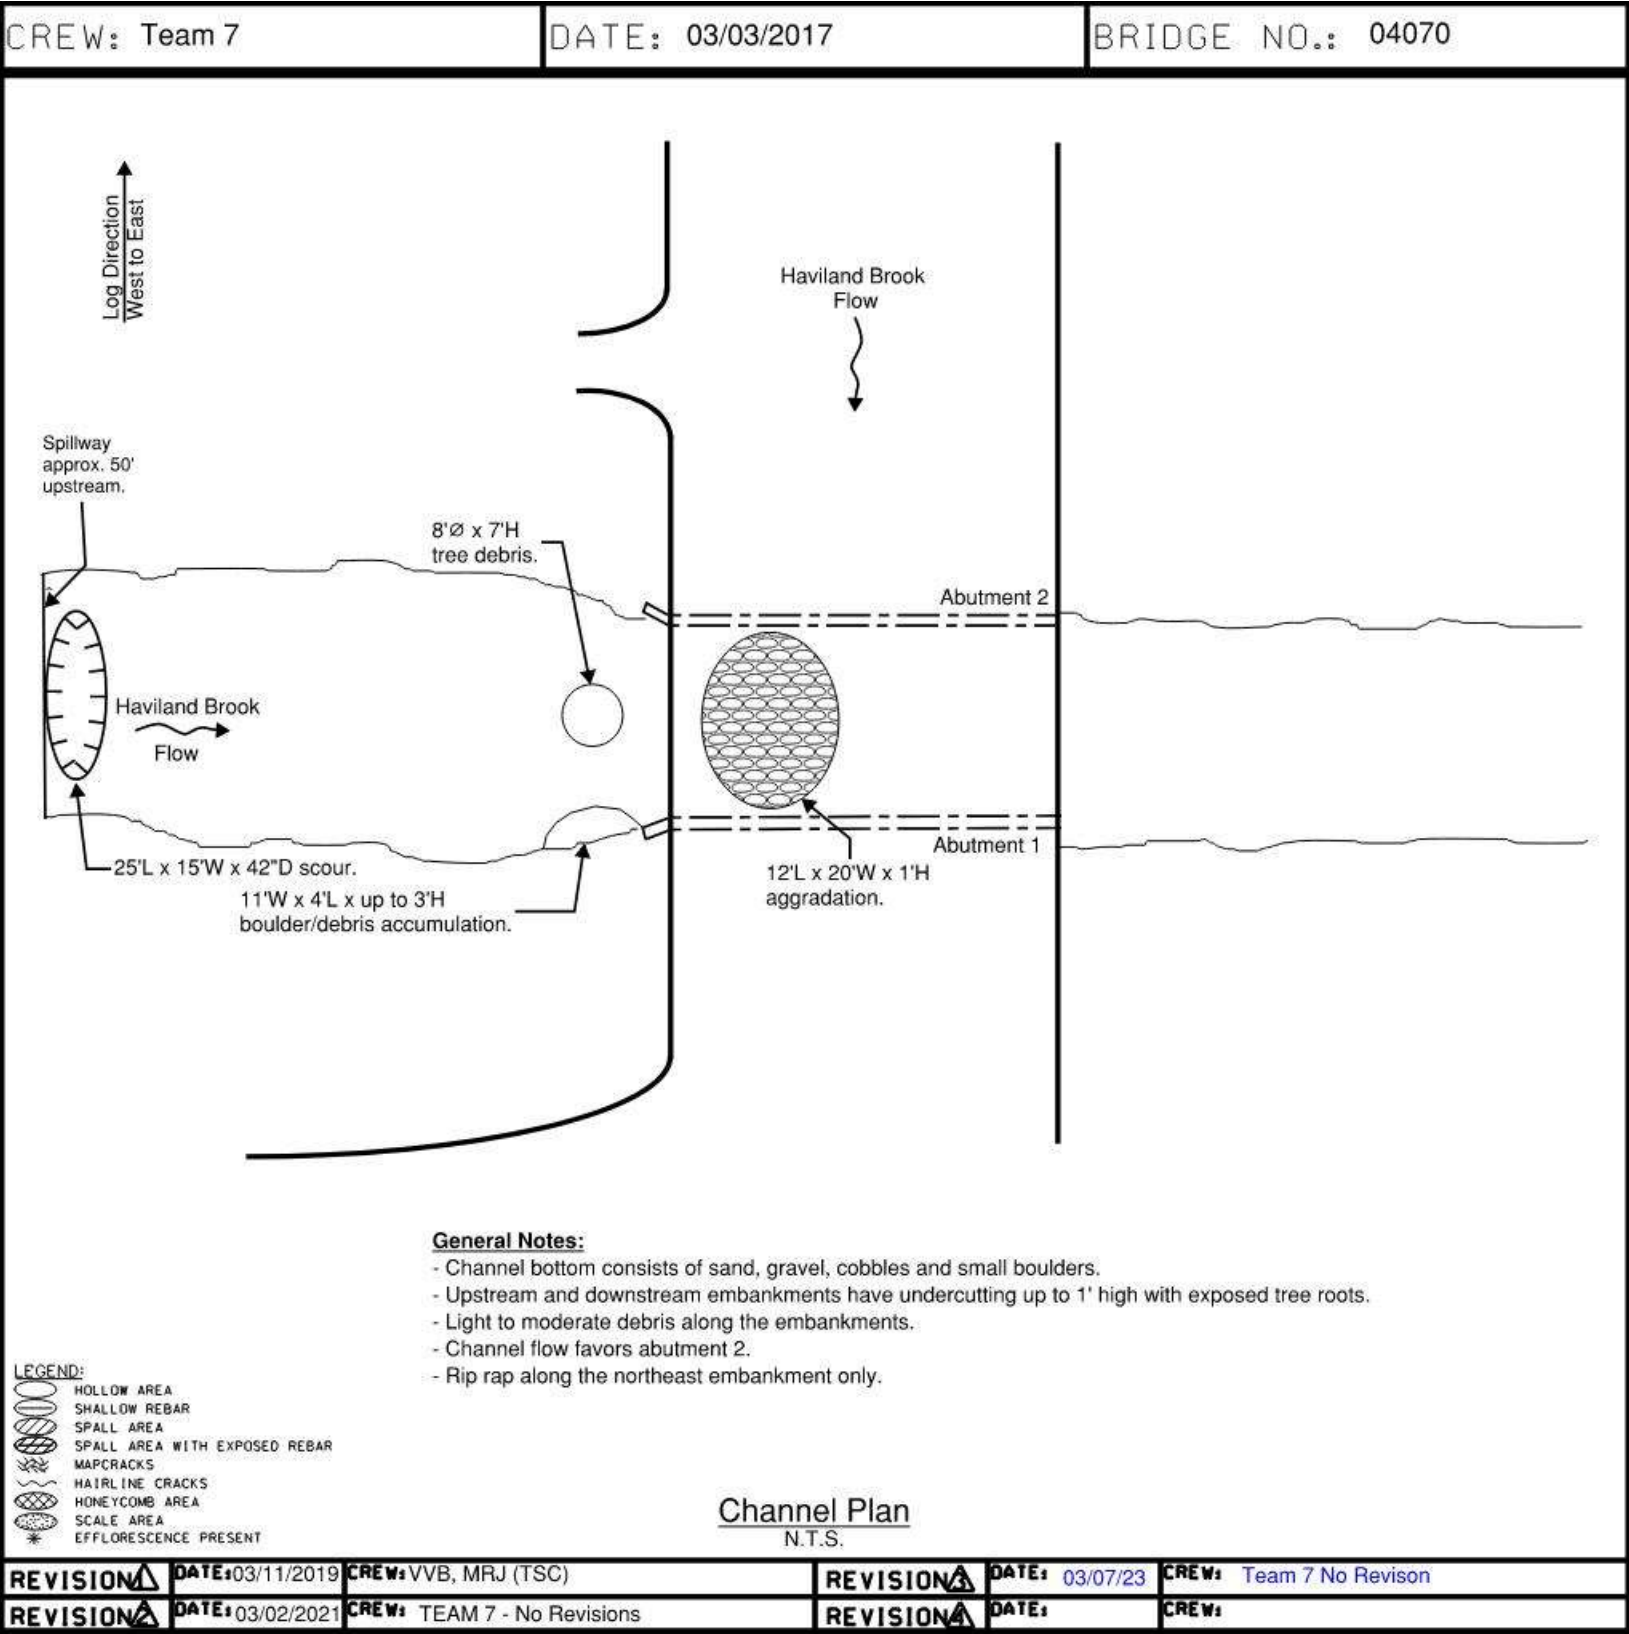 CREW: Team 7 DATE: 03/03/2017 BRIDGE NO.: 04070
Log Direction
West to East
Haviland Brook
Flow
Spillway
approx. 50'
upstream.
8'Ø x 7'H
tree debris.
Abutment 2
Haviland Brook
Flow
Abutment 1
25'L x 15'W x 42"D scour.
12'L x 20'W x 1'H
aggradation.
11'W x 4'L x up to 3'H
boulder/debris accumulation.
General Notes:
- Channel bottom consists of sand, gravel, cobbles and small boulders.
- Upstream and downstream embankments have undercutting up to 1' high with exposed tree roots.
- Light to moderate debris along the embankments.
- Channel flow favors abutment 2.
- Rip rap along the northeast embankment only.
LEGEND:
HOLLOW AREA
SHALLOW REBAR
SPALL AREA
SPALL AREA WITH EXPOSED REBAR
MAPCRACKS
HAIRLINE CRACKS
HONEYCOMB AREA
SCALE AREA
EFFLORESCENCE PRESENT
Channel Plan
N.T.S.
REVISION 1 DATE: 03/11/2019 CREW: VVB, MRJ (TSC) REVISION 3 DATE: 03/07/23 CREW: Team 7 No Revison
REVISION 2 DATE: 03/02/2021 CREW: TEAM 7 - No Revisions REVISION 4 DATE: CREW: